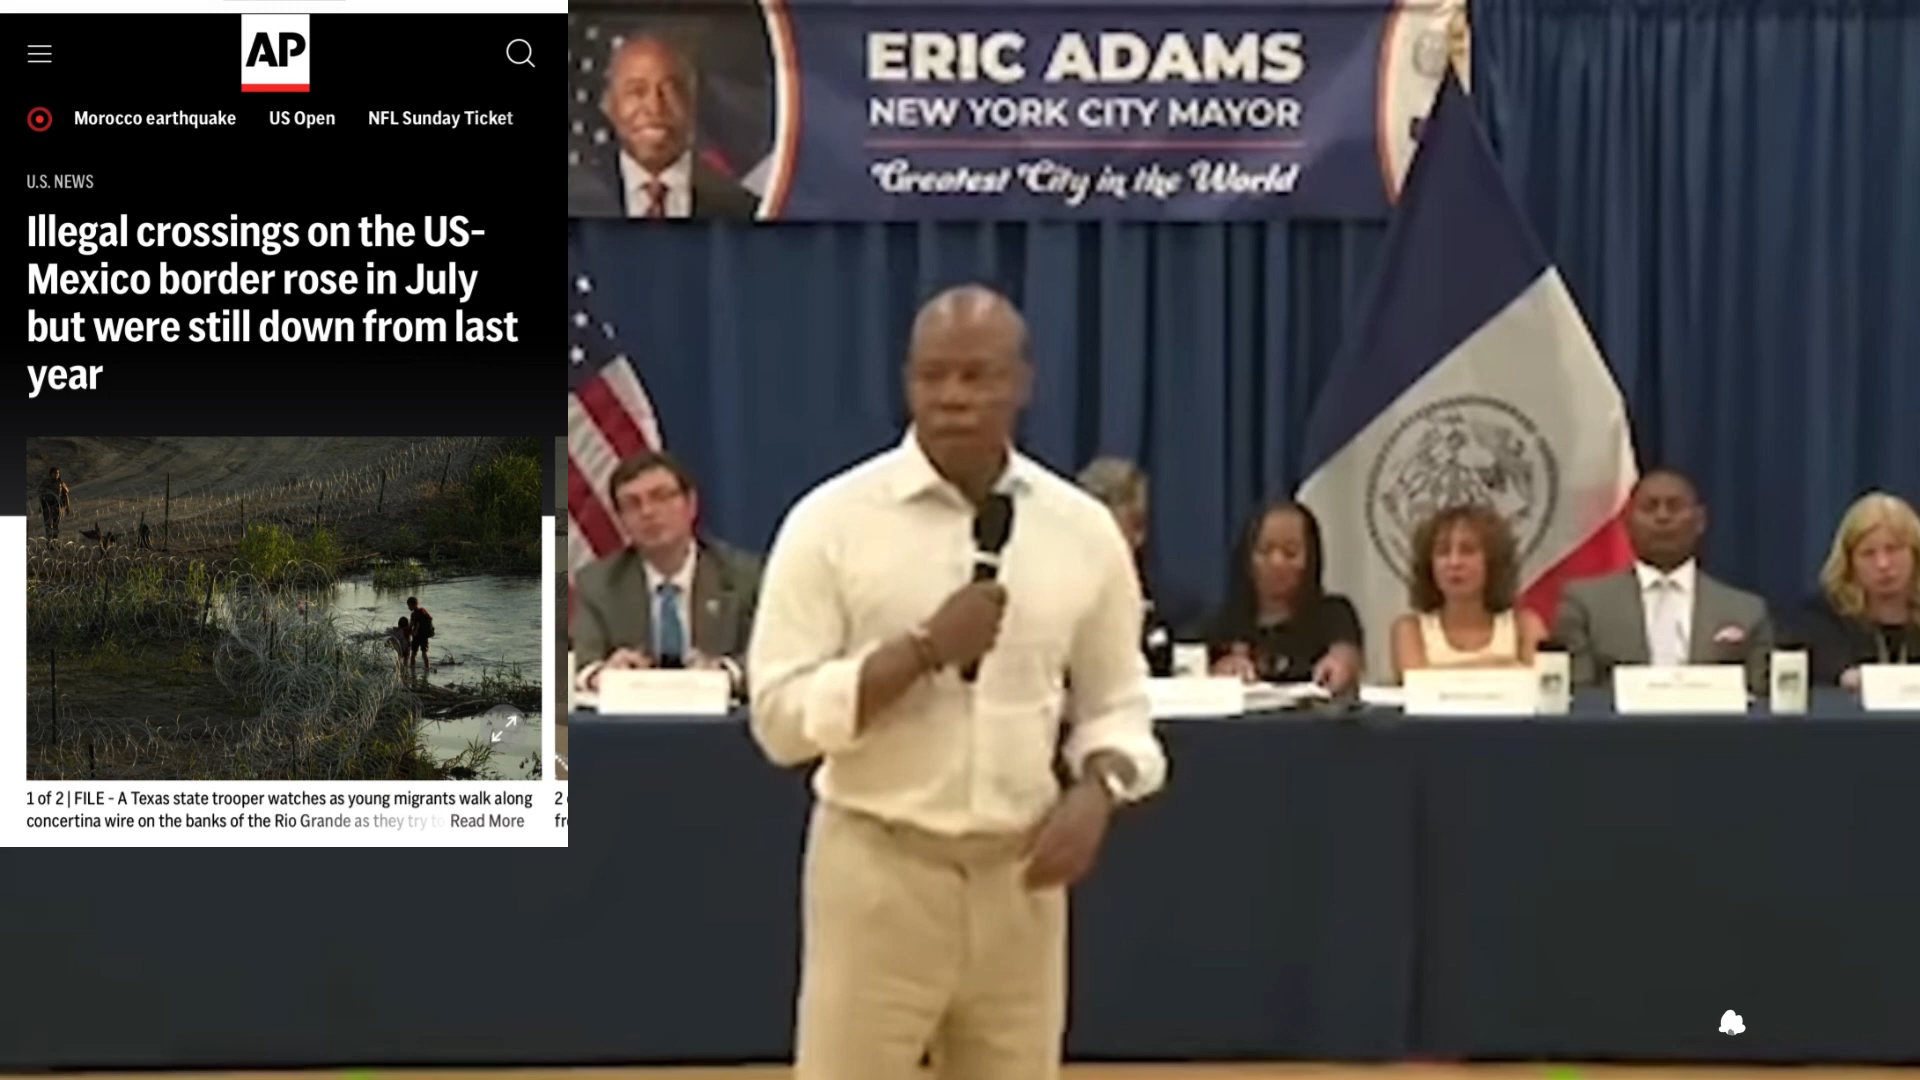 AP
Morocco earthquake US Open NFL Sunday Ticket
U.S. NEWS
Illegal crossings on the US-
Mexico border rose in July
but were still down from last
year
1 of 2 | FILE - A Texas state trooper watches as young migrants walk along
concertina wire on the banks of the Rio Grande as they try to Read More
2
ERIC ADAMS
NEW YORK CITY MAYOR
Greatest City in the World